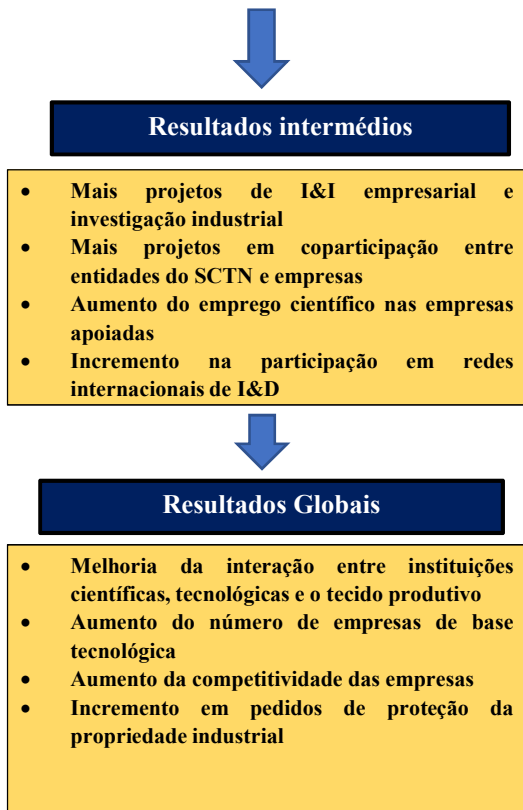 Resultados intermédios
• Mais projetos de I&I empresarial e
investigação industrial
• Mais projetos em coparticipação entre
entidades do SCTN e empresas
• Aumento do emprego científico nas empresas
apoiadas
• Incremento na participação em redes
internacionais de I&D
Resultados Globais
• Melhoria da interação entre instituições
científicas, tecnológicas e o tecido produtivo
• Aumento do número de empresas de base
tecnológica
• Aumento da competitividade das empresas
• Incremento em pedidos de proteção da
propriedade industrial